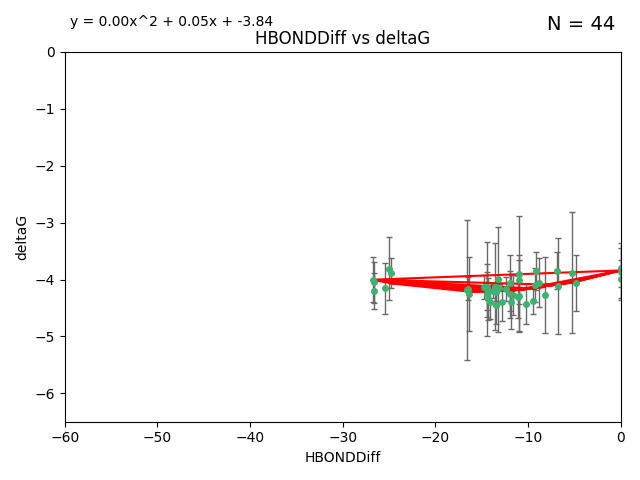 y = 0.00x^2 + 0.05x + -3.84
N = 44
HBONDDiff vs deltaG
0
−1
−2
−3
−4
−5
−6
deltaG
−60
−50
−40
−30
−20
−10
0
HBONDDiff